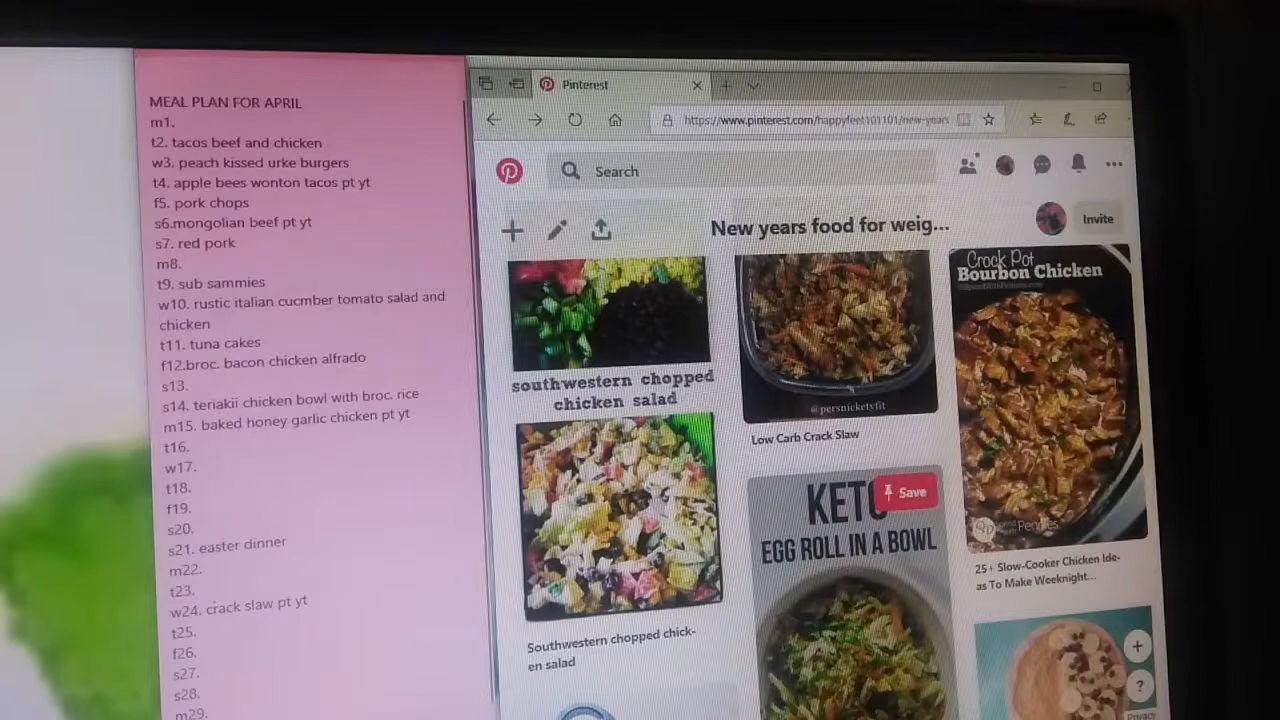 MEAL PLAN FOR APRIL
m1.
t2. tacos beef and chicken
w3. peach kissed urke burgers
t4. apple bees wonton tacos pt yt
f5. pork chops
s6.mongolian beef pt yt
s7. red pork
m8.
t9. sub sammies
w10. rustic italian cucmber tomato salad and
chicken
t11. tuna cakes
f12.broc. bacon chicken alfrado
s13.
s14. teriakii chicken bowl with broc. rice
m15. baked honey garlic chicken pt yt
t16.
w17.
t18.
f19.
s20.
s21. easter dinner
m22.
t23.
w24. crack slaw pt yt
t25.
f26.
s27.
s28.
m29.
Pinterest
https://www.pinterest.com/happyfeet101101/new-years
Search
New years food for weig...
Invite
southwestern chopped
chicken salad
Southwestern chopped chick-
en salad
@persnicketyfit
Low Carb Crack Slaw
KETO
Save
EGG ROLL IN A BOWL
Crock Pot
Bourbon Chicken
Pennies
25+ Slow-Cooker Chicken Ide-
as To Make Weeknight...
+
?
Privacy